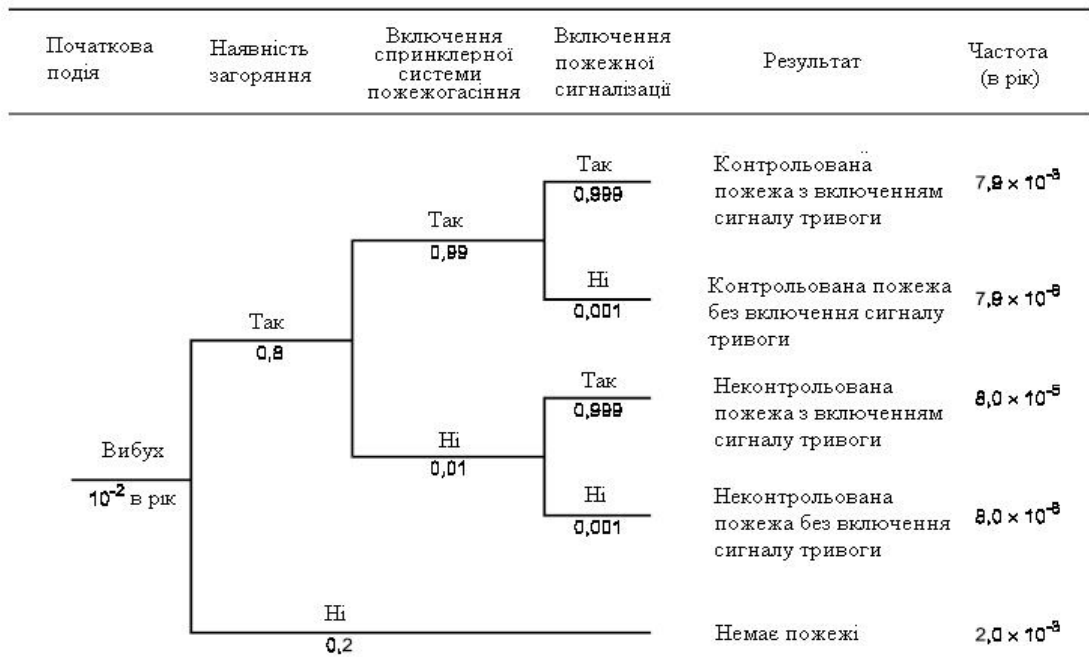 Початкова
подія
Наявність
загоряння
Включення
спринклерної
системи
пожежогасіння
Включення
пожежної
сигналізації
Результат
Частота
(в рік)
Так
0,999
Контрольована
пожежа з включенням
сигналу тривоги
7,9 × 10⁻³
Так
0,99
Ні
0,001
Контрольована пожежа
без включення сигналу
тривоги
7,9 × 10⁻⁶
Так
0,8
Так
0,999
Неконтрольована
пожежа з включенням
сигналу тривоги
8,0 × 10⁻⁵
Ні
0,01
Вибух
10⁻² в рік
Ні
0,001
Неконтрольована
пожежа без включення
сигналу тривоги
8,0 × 10⁻⁸
Ні
0,2
Немає пожежі
2,0 × 10⁻³